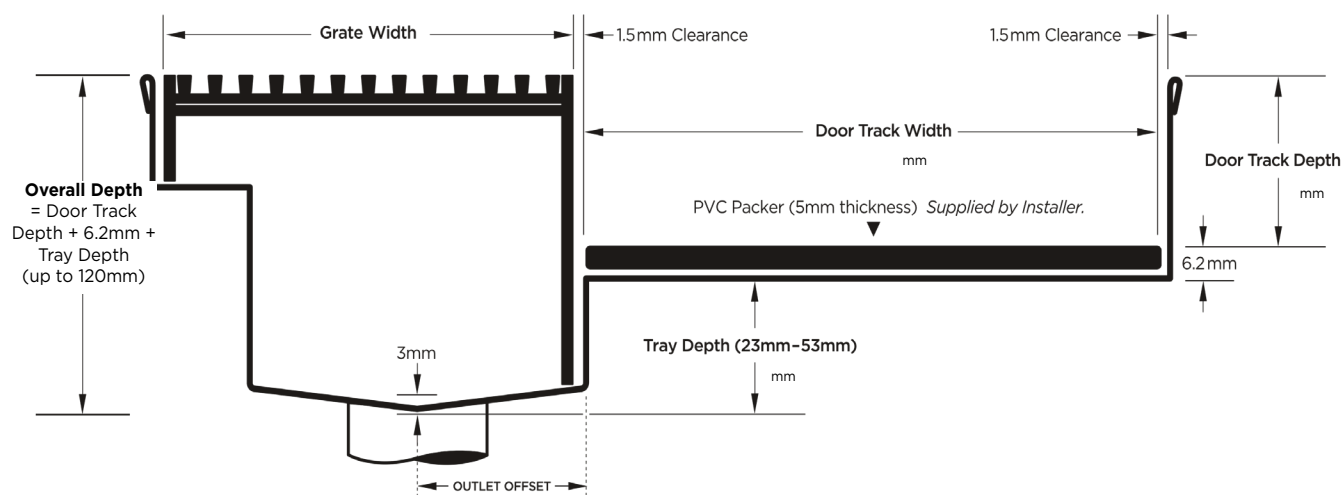 Grate Width
1.5mm Clearance
1.5mm Clearance
Door Track Width
mm
Door Track Depth
mm
Overall Depth
= Door Track
Depth + 6.2mm +
Tray Depth
(up to 120mm)
PVC Packer (5mm thickness) Supplied by Installer.
6.2mm
Tray Depth (23mm–53mm)
mm
3mm
OUTLET OFFSET